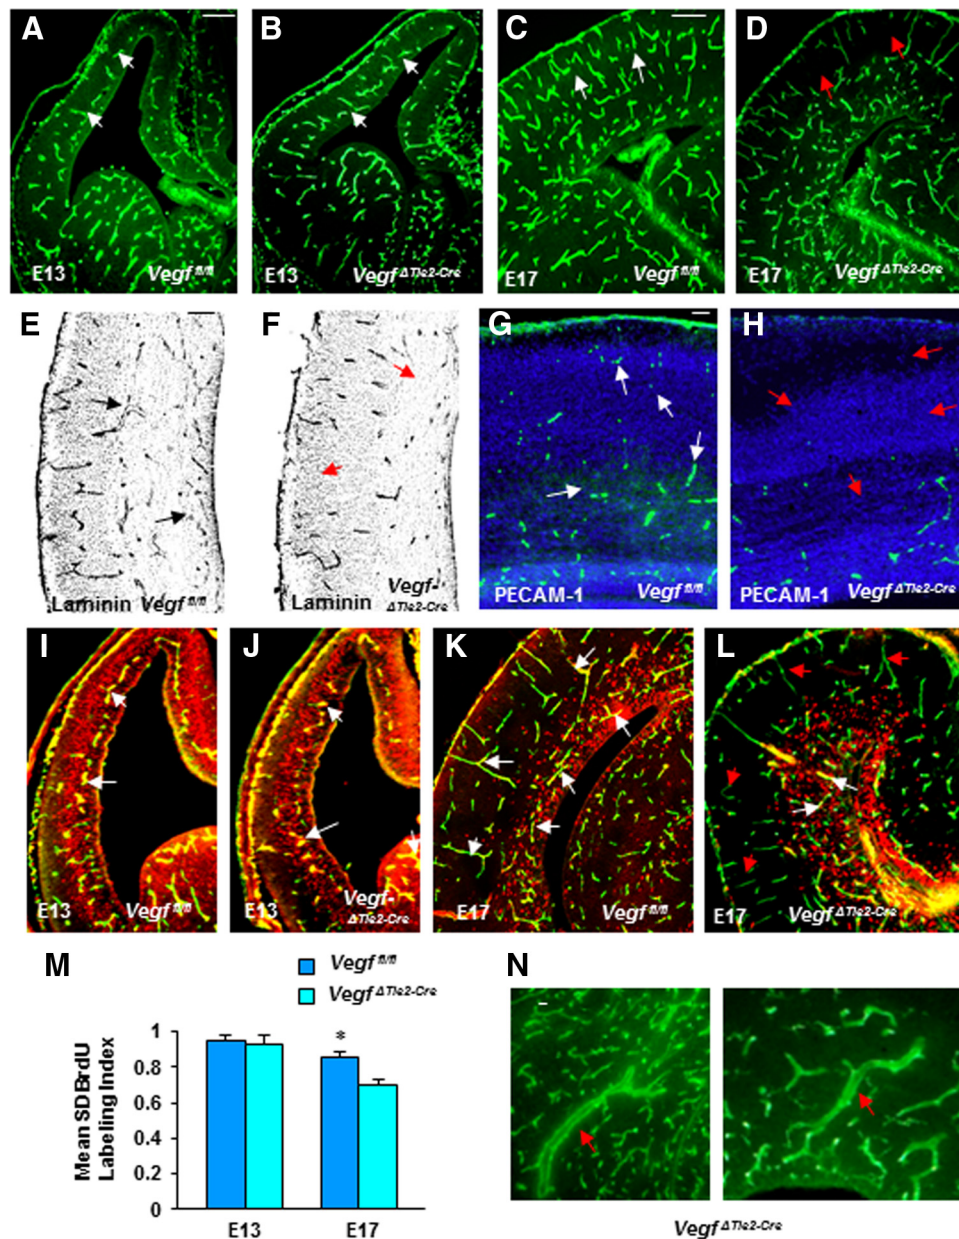 A
B
C
D
E13
Vegf fl/fl
E13
Vegf ΔTie2-Cre
E17
Vegf fl/fl
E17
Vegf ΔTie2-Cre
E
F
G
H
Laminin Vegf fl/fl
Laminin
Vegf-
ΔTie2-Cre
PECAM-1
Vegf fl/fl
PECAM-1
Vegf ΔTie2-Cre
I
J
K
L
E13
Vegf fl/fl
E13
Vegf-
ΔTie2-Cre
E17
Vegf fl/fl
E17
Vegf ΔTie2-Cre
M
Vegf fl/fl
Vegf ΔTie2-Cre
Mean SDBrdU
Labeling Index
1
0.8
0.6
0.4
0.2
0
*
E13
E17
N
Vegf ΔTie2-Cre